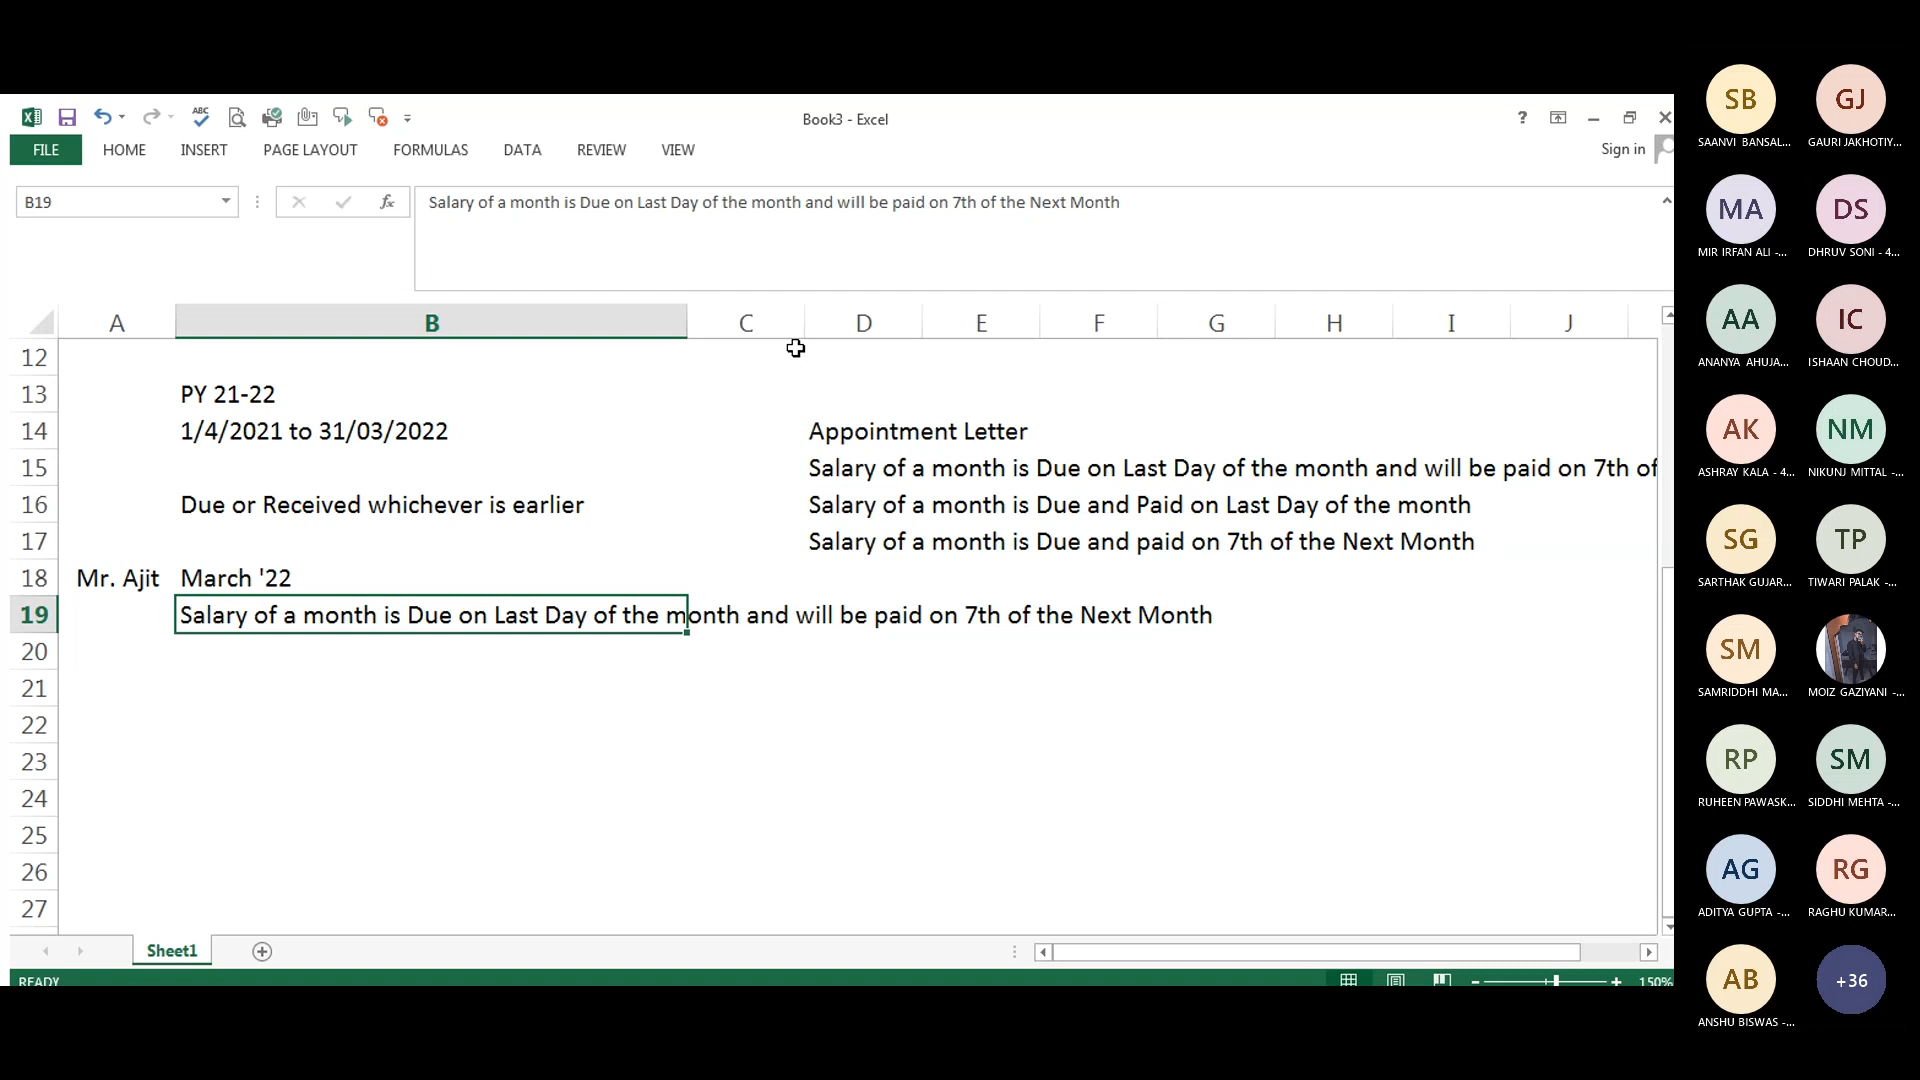 Book3 - Excel
FILE HOME INSERT PAGE LAYOUT FORMULAS DATA REVIEW VIEW
Sign in
B19
Salary of a month is Due on Last Day of the month and will be paid on 7th of the Next Month
A B C D E F G H I J
12
13 PY 21-22
14 1/4/2021 to 31/03/2022 Appointment Letter
15 Salary of a month is Due on Last Day of the month and will be paid on 7th of
16 Due or Received whichever is earlier Salary of a month is Due and Paid on Last Day of the month
17 Salary of a month is Due and paid on 7th of the Next Month
18 Mr. Ajit March '22
19 Salary of a month is Due on Last Day of the month and will be paid on 7th of the Next Month
20
21
22
23
24
25
26
27
Sheet1
READY
150%
SB GJ
SAANVI BANSAL... GAURI JAKHOTIY...
MA DS
MIR IRFAN ALI -... DHRUV SONI - 4...
AA IC
ANANYA AHUJA... ISHAAN CHOUD...
AK NM
ASHRAY KALA - 4... NIKUNJ MITTAL -...
SG TP
SARTHAK GUJAR... TIWARI PALAK -...
SM
SAMRIDDHI MA... MOIZ GAZIYANI -...
RP SM
RUHEEN PAWASK... SIDDHI MEHTA -...
AG RG
ADITYA GUPTA -... RAGHU KUMAR...
AB +36
ANSHU BISWAS -...